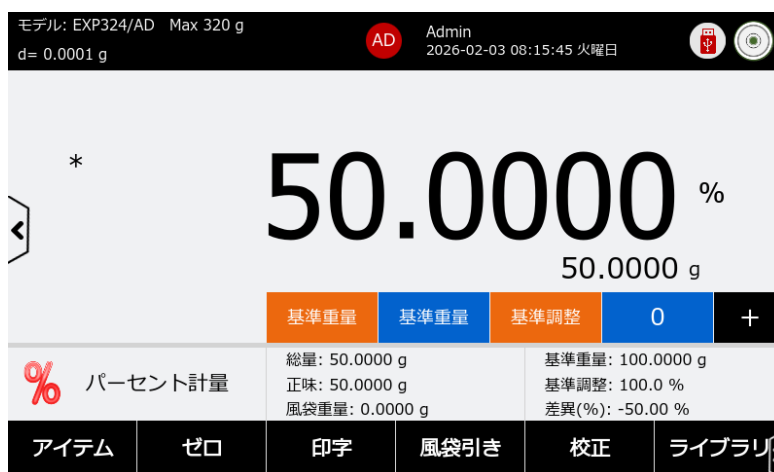 モデル: EXP324/AD Max 320 g
d= 0.0001 g
AD
Admin
2026-02-03 08:15:45 火曜日
*
50.0000 %
50.0000 g
基準重量 基準重量 基準調整 0 +
% パーセント計量
総量: 50.0000 g
正味: 50.0000 g
風袋重量: 0.0000 g
基準重量: 100.0000 g
基準調整: 100.0 %
差異(%): -50.00 %
アイテム ゼロ 印字 風袋引き 校正 ライブラリ